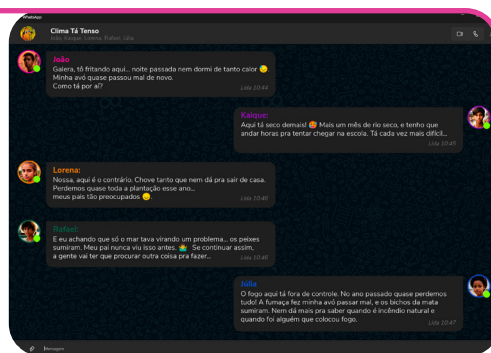 WhatsApp
Clima Tá Tenso
João, Kaique, Lorena, Rafael, Júlia
João
Galera, tô fritando aqui... noite passada nem dormi de tanto calor 😓.
Minha avó quase passou mal de novo.
Como tá por aí?
Lida 10:44
Kaique:
Aqui tá seco demais! 🥵 Mais um mês de rio seco, e tenho que
andar horas pra tentar chegar na escola. Tá cada vez mais difícil...
Lida 10:45
Lorena:
Nossa, aqui é o contrário. Chove tanto que nem dá pra sair de casa.
Perdemos quase toda a plantação esse ano...
meus pais tão preocupados 😞.
Lida 10:46
Rafael:
E eu achando que só o mar tava virando um problema... os peixes
sumiram. Meu pai nunca viu isso antes. 🤷‍♂️ Se continuar assim,
a gente vai ter que procurar outra coisa pra fazer...
Lida 10:46
Júlia
O fogo aqui tá fora de controle. No ano passado quase perdemos
tudo! A fumaça fez minha avó passar mal, e os bichos da mata
sumiram. Nem dá mais pra saber quando é incêndio natural e
quando foi alguém que colocou fogo.
Lida 10:47
Mensagem